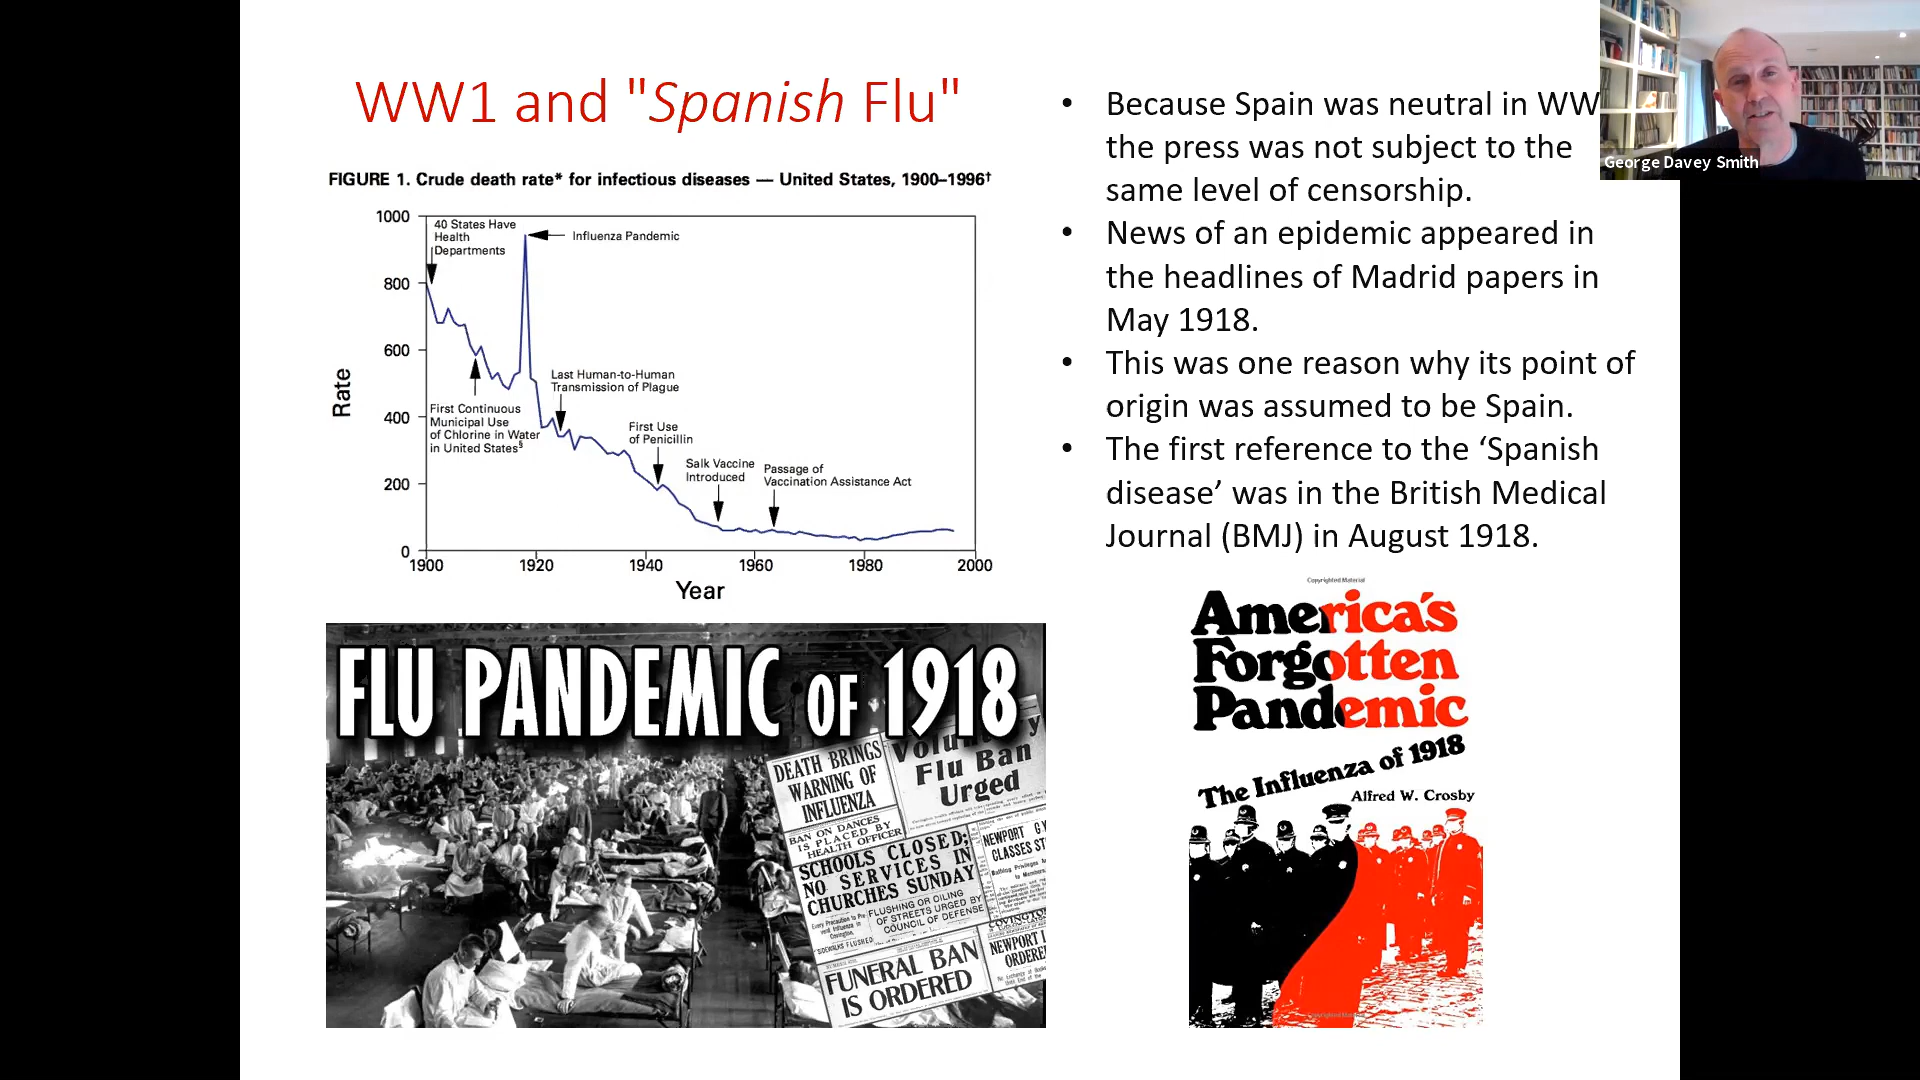 WW1 and "Spanish Flu"
FIGURE 1. Crude death rate* for infectious diseases — United States, 1900–1996†
1000
800
600
400
200
0
Rate
40 States Have
Health
Departments
Influenza Pandemic
First Continuous
Municipal Use
of Chlorine in Water
in United States§
Last Human-to-Human
Transmission of Plague
First Use
of Penicillin
Salk Vaccine
Introduced
Passage of
Vaccination Assistance Act
1900 1920 1940 1960 1980 2000
Year
• Because Spain was neutral in WW
the press was not subject to the
same level of censorship.
• News of an epidemic appeared in
the headlines of Madrid papers in
May 1918.
• This was one reason why its point of
origin was assumed to be Spain.
• The first reference to the ‘Spanish
disease’ was in the British Medical
Journal (BMJ) in August 1918.
George Davey Smith
FLU PANDEMIC OF 1918
DEATH BRINGS
WARNING OF
INFLUENZA
BAN ON DANCES
IS PLACED BY
HEALTH OFFICER
SCHOOLS CLOSED;
NO SERVICES IN
CHURCHES SUNDAY
FLUSHING OR OILING
OF STREETS URGED BY
COUNCIL OF DEFENSE
SIDEWALKS FLUSHED
FUNERAL BAN
IS ORDERED
Flu Ban
Urged
NEWPORT
CLASSES
NEWPORT
Copyrighted Material
America's
Forgotten
Pandemic
The Influenza of 1918
Alfred W. Crosby